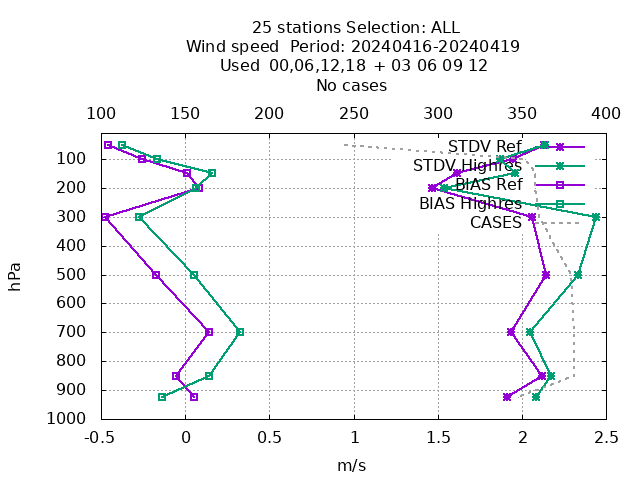 25 stations Selection: ALL
Wind speed  Period: 20240416-20240419
Used  00,06,12,18  + 03 06 09 12
No cases
100 150 200 250 300 350 400
STDV Ref
STDV Highres
BIAS Ref
BIAS Highres
CASES
100
200
300
400
500
600
700
800
900
1000
hPa
-0.5 0 0.5 1 1.5 2 2.5
m/s